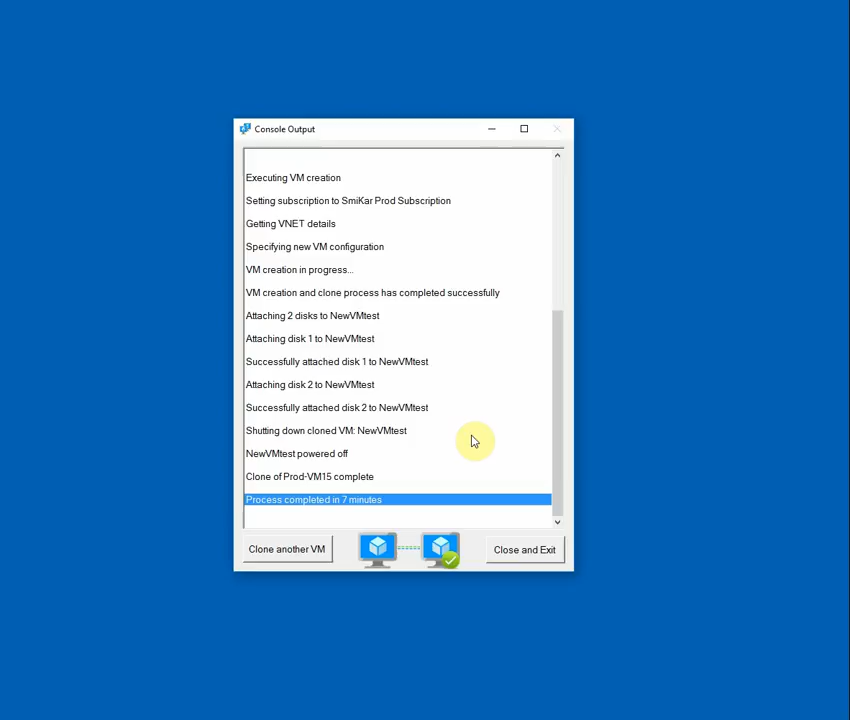 Console Output
Executing VM creation
Setting subscription to SmiKar Prod Subscription
Getting VNET details
Specifying new VM configuration
VM creation in progress...
VM creation and clone process has completed successfully
Attaching 2 disks to NewVMtest
Attaching disk 1 to NewVMtest
Successfully attached disk 1 to NewVMtest
Attaching disk 2 to NewVMtest
Successfully attached disk 2 to NewVMtest
Shutting down cloned VM: NewVMtest
NewVMtest powered off
Clone of Prod-VM15 complete
Process completed in 7 minutes
Clone another VM
Close and Exit